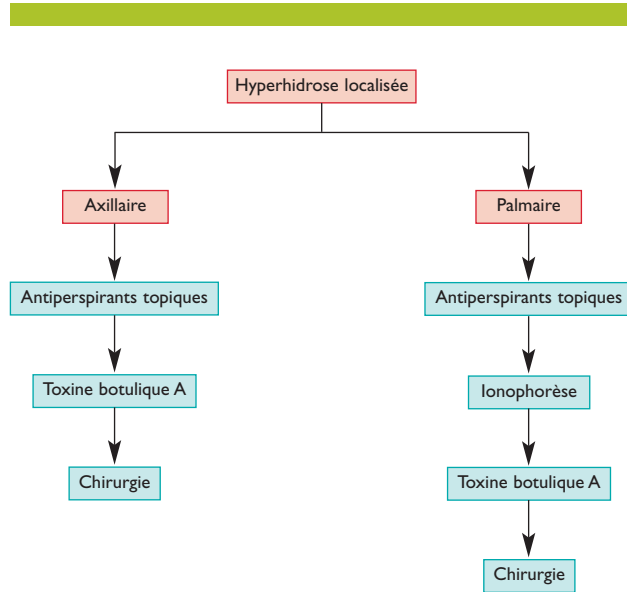 Hyperhidrose localisée
Axillaire
Palmaire
Antiperspirants topiques
Antiperspirants topiques
Toxine botulique A
Ionophorèse
Chirurgie
Toxine botulique A
Chirurgie